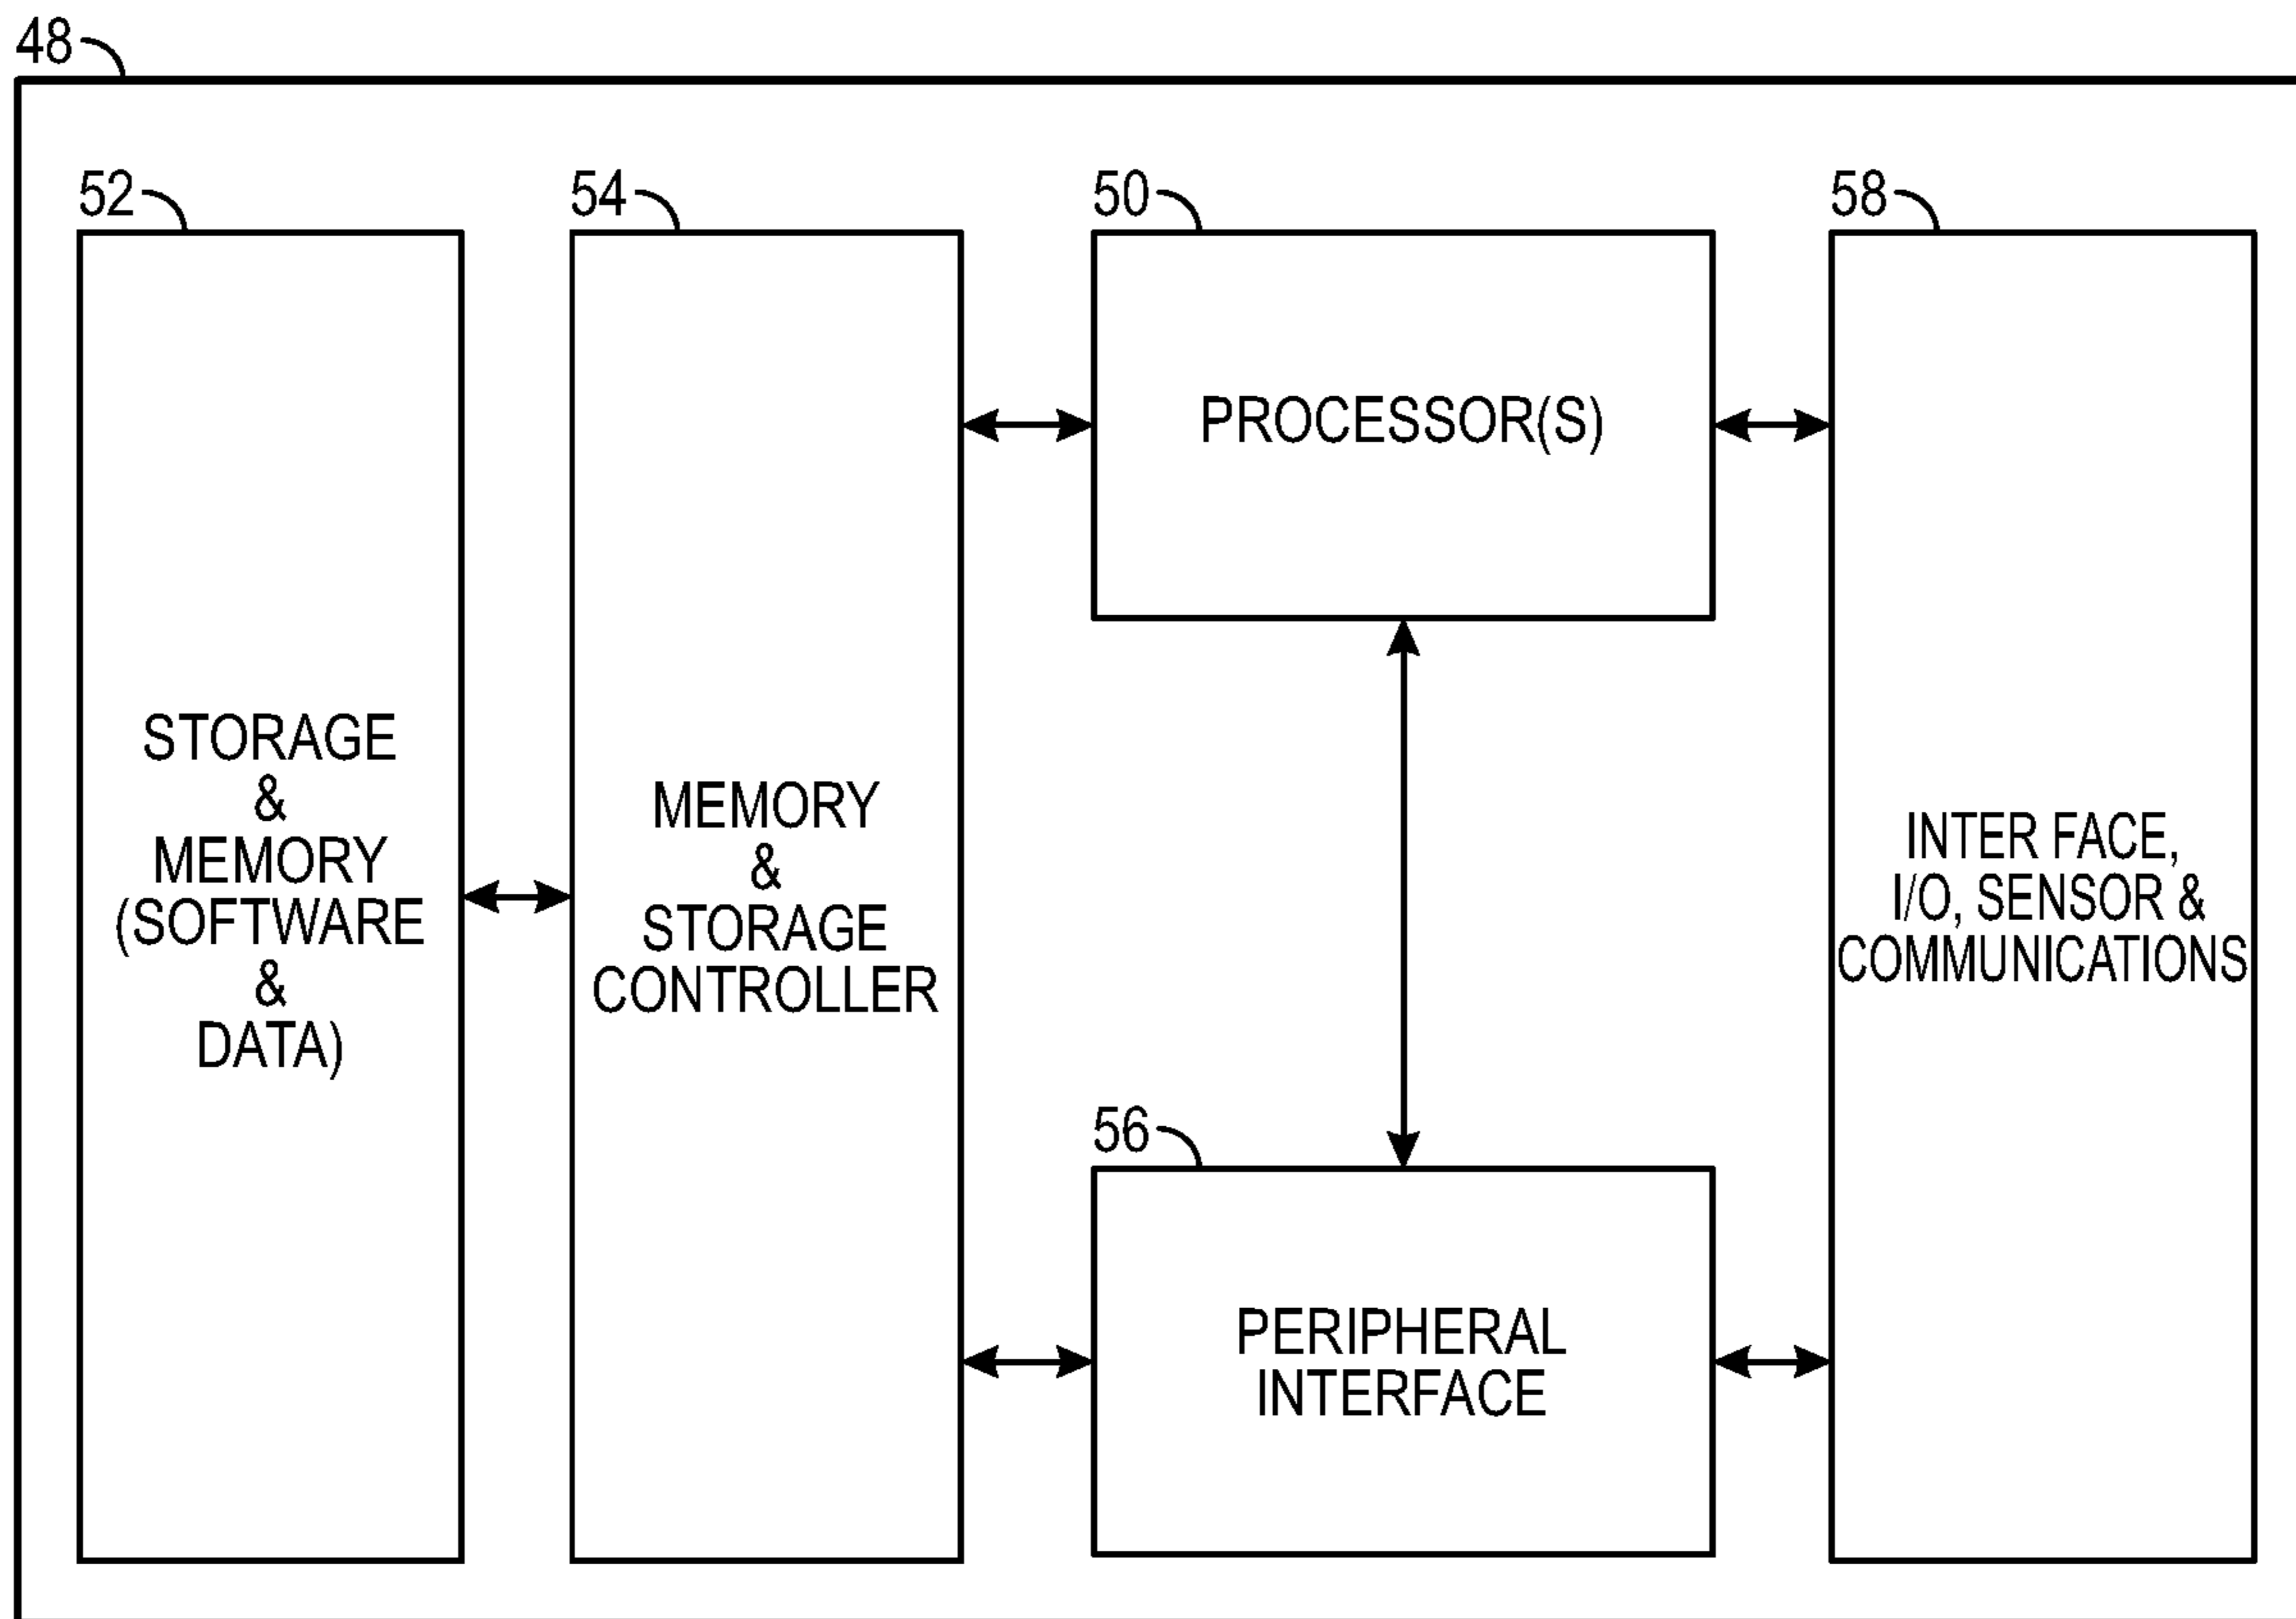 48
52
54
50
58
STORAGE
&
MEMORY
(SOFTWARE
&
DATA)
MEMORY
&
STORAGE
CONTROLLER
PROCESSOR(S)
56
PERIPHERAL
INTERFACE
INTER FACE,
I/O, SENSOR &
COMMUNICATIONS